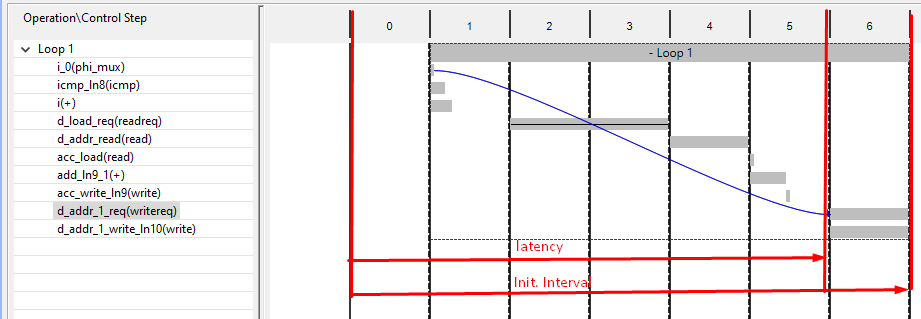 Operation\Control Step
0 1 2 3 4 5 6
Loop 1
- Loop 1
i_0(phi_mux)
icmp_ln8(icmp)
i(+)
d_load_req(readreq)
d_addr_read(read)
acc_load(read)
add_ln9_1(+)
acc_write_ln9(write)
d_addr_1_req(writereq)
d_addr_1_write_ln10(write)
latency
Init. Interval